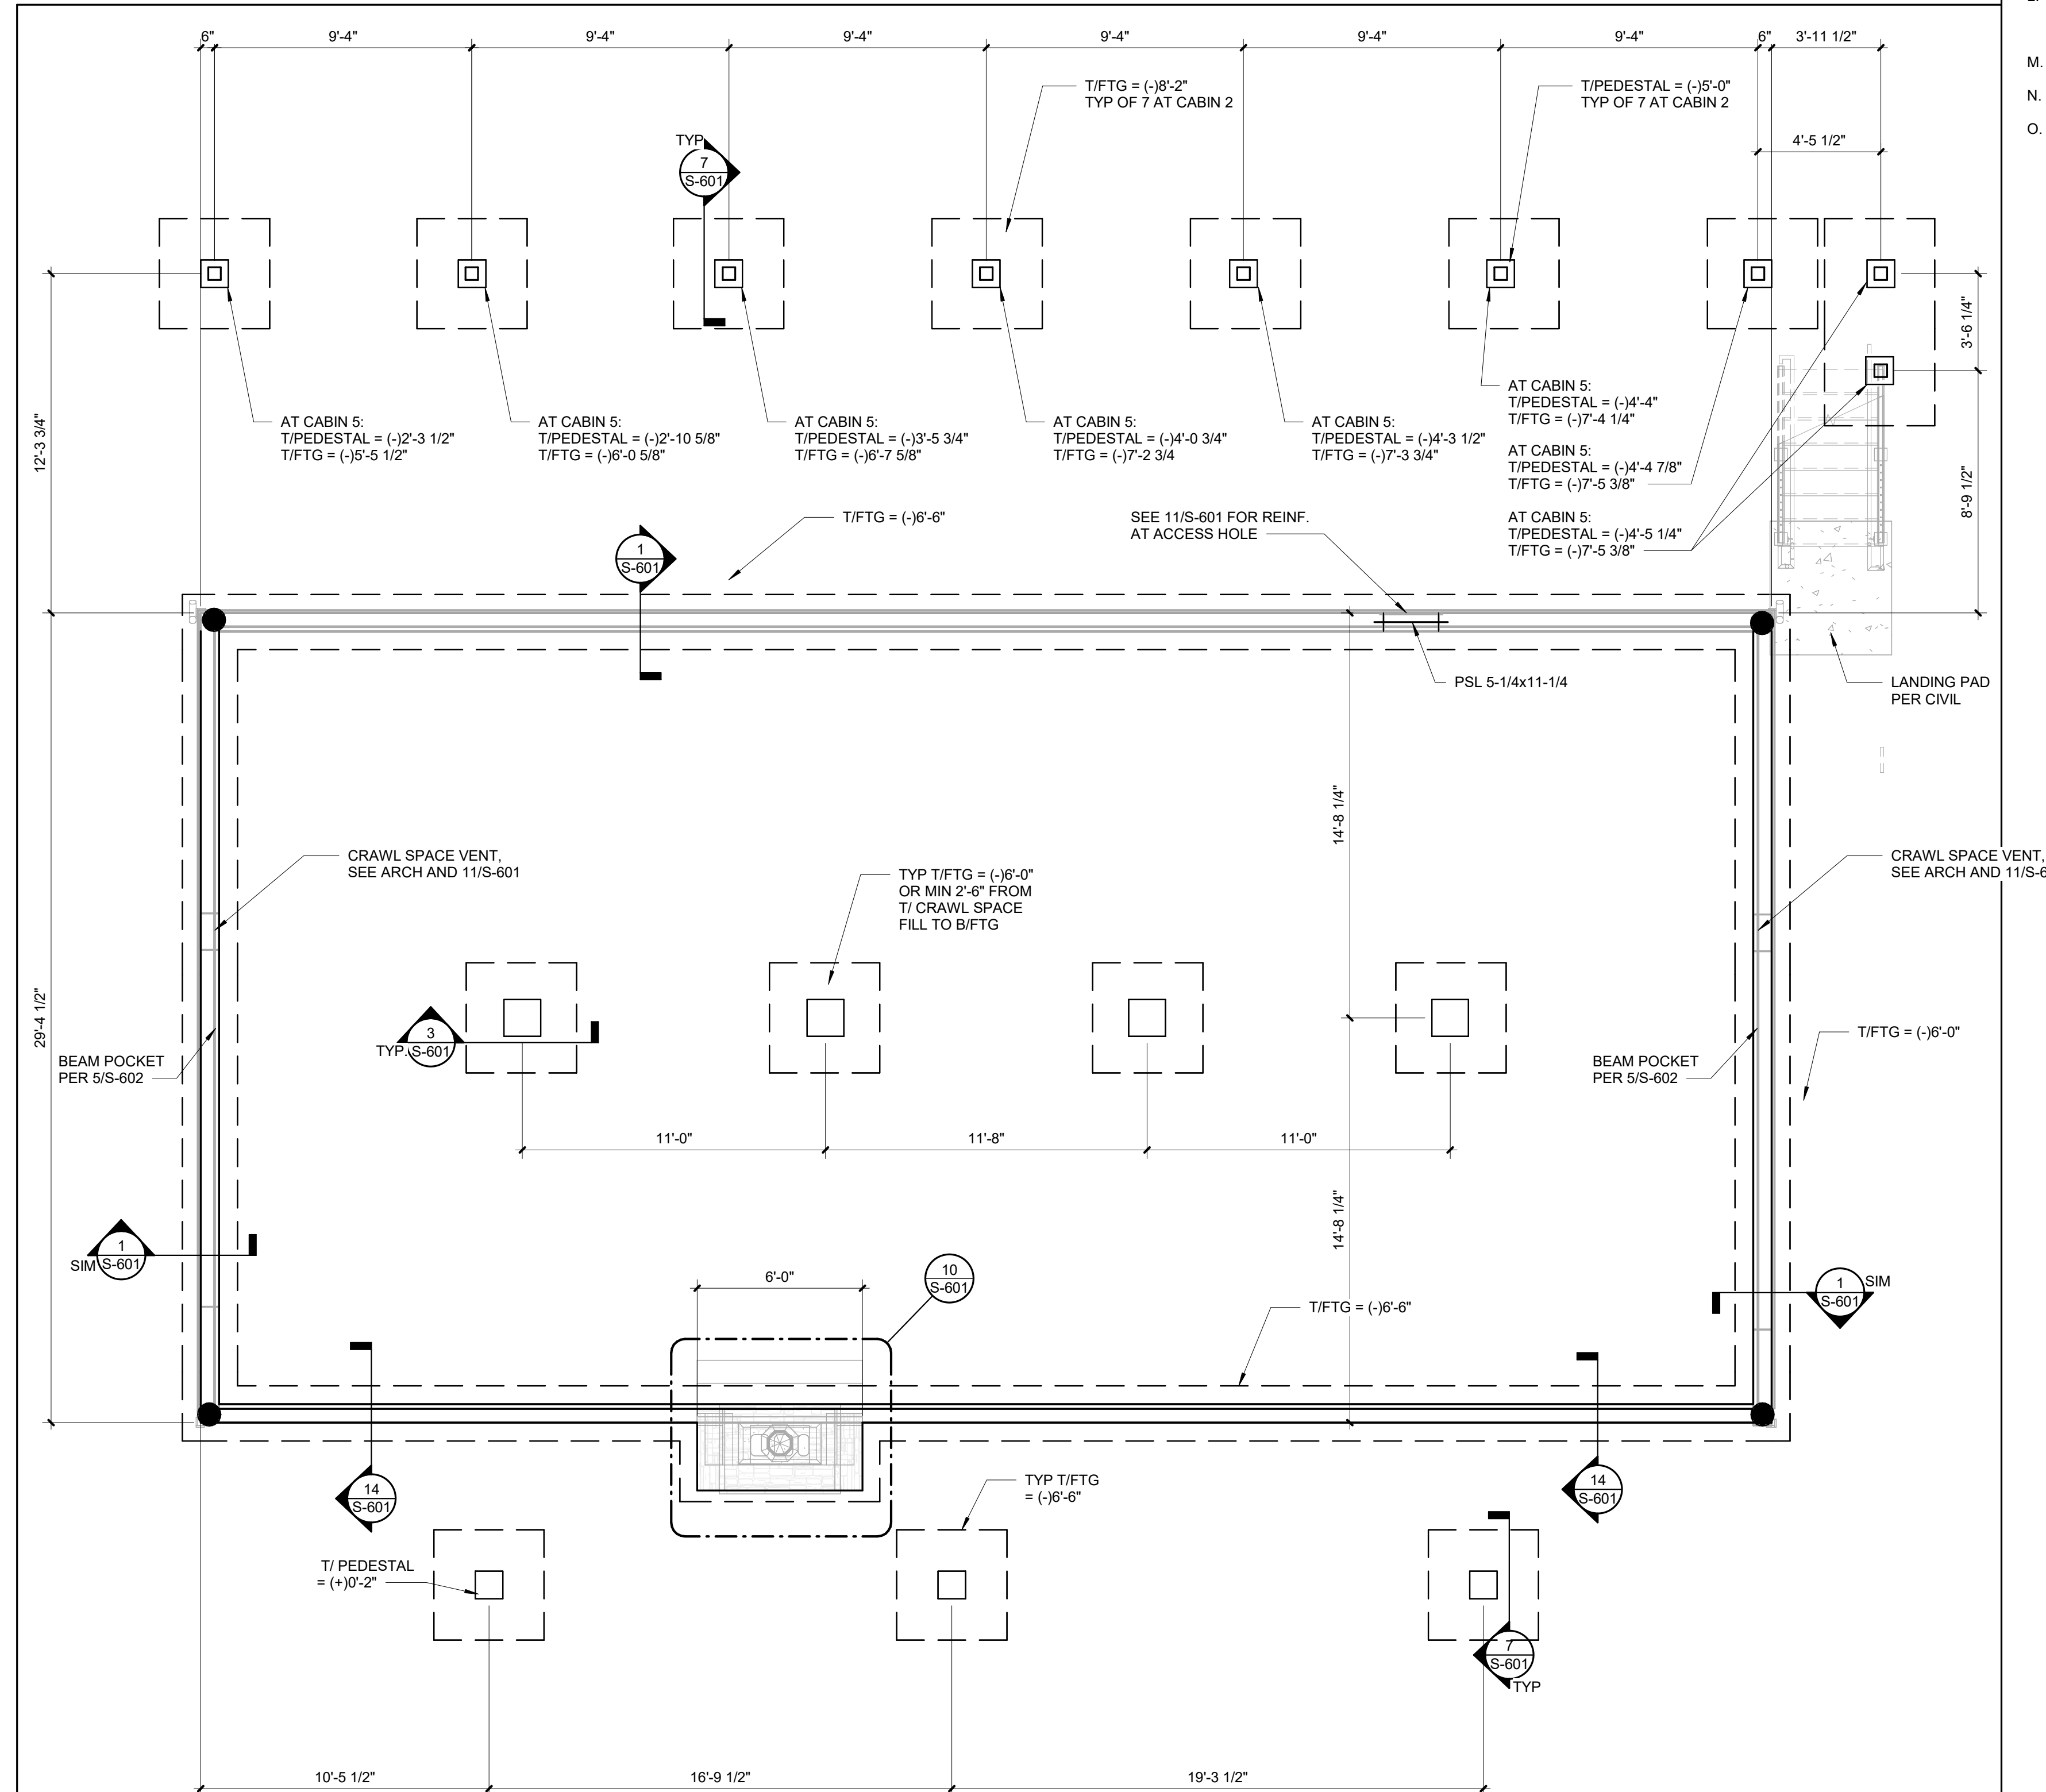 M.
N.
O.
6"
9'-4"
9'-4"
9'-4"
9'-4"
9'-4"
9'-4"
6"
3'-11 1/2"
T/FTG = (-)8'-2"
TYP OF 7 AT CABIN 2
T/PEDESTAL = (-)5'-0"
TYP OF 7 AT CABIN 2
4'-5 1/2"
TYP
7
S-601
3'-6 1/4"
12'-3 3/4"
8'-9 1/2"
AT CABIN 5:
T/PEDESTAL = (-)2'-3 1/2"
T/FTG = (-)5'-5 1/2"
AT CABIN 5:
T/PEDESTAL = (-)2'-10 5/8"
T/FTG = (-)6'-0 5/8"
AT CABIN 5:
T/PEDESTAL = (-)3'-5 3/4"
T/FTG = (-)6'-7 5/8"
AT CABIN 5:
T/PEDESTAL = (-)4'-0 3/4"
T/FTG = (-)7'-2 3/4
AT CABIN 5:
T/PEDESTAL = (-)4'-3 1/2"
T/FTG = (-)7'-3 3/4"
AT CABIN 5:
T/PEDESTAL = (-)4'-4"
T/FTG = (-)7'-4 1/4"
AT CABIN 5:
T/PEDESTAL = (-)4'-4 7/8"
T/FTG = (-)7'-5 3/8"
AT CABIN 5:
T/PEDESTAL = (-)4'-5 1/4"
T/FTG = (-)7'-5 3/8"
T/FTG = (-)6'-6"
SEE 11/S-601 FOR REINF.
AT ACCESS HOLE
1
S-601
PSL 5-1/4x11-1/4
LANDING PAD
PER CIVIL
14'-8 1/4"
CRAWL SPACE VENT,
SEE ARCH AND 11/S-601
TYP T/FTG = (-)6'-0"
OR MIN 2'-6" FROM
T/ CRAWL SPACE
FILL TO B/FTG
CRAWL SPACE VENT,
SEE ARCH AND 11/S-6
29'-4 1/2"
3
S-601
TYP.
T/FTG = (-)6'-0"
BEAM POCKET
PER 5/S-602
BEAM POCKET
PER 5/S-602
11'-0"
11'-8"
11'-0"
14'-8 1/4"
1
S-601
SIM
6'-0"
10
S-601
T/FTG = (-)6'-6"
1
S-601
SIM
14
S-601
TYP T/FTG
= (-)6'-6"
14
S-601
T/ PEDESTAL
= (+)0'-2"
7
S-601
TYP
10'-5 1/2"
16'-9 1/2"
19'-3 1/2"